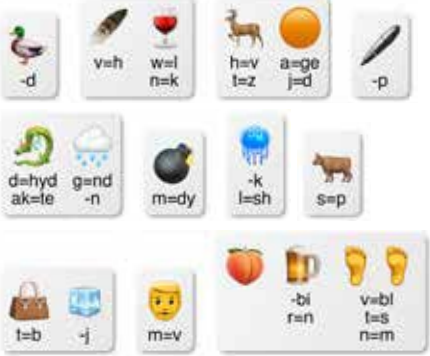 -d
v=h w=l
n=k
h=v a=ge
t=z j=d
-p
d=hyd g=nd
ak=te -n
m=dy
-k
l=sh
s=p
t=b -j
m=v
-bi v=bl
r=n t=s
n=m